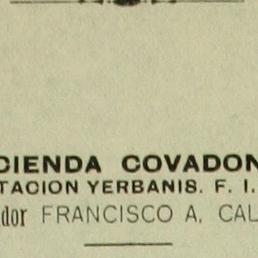 CIENDA COVADON
TACION YERBANIS. F. I.
dor FRANCISCO A, CAL